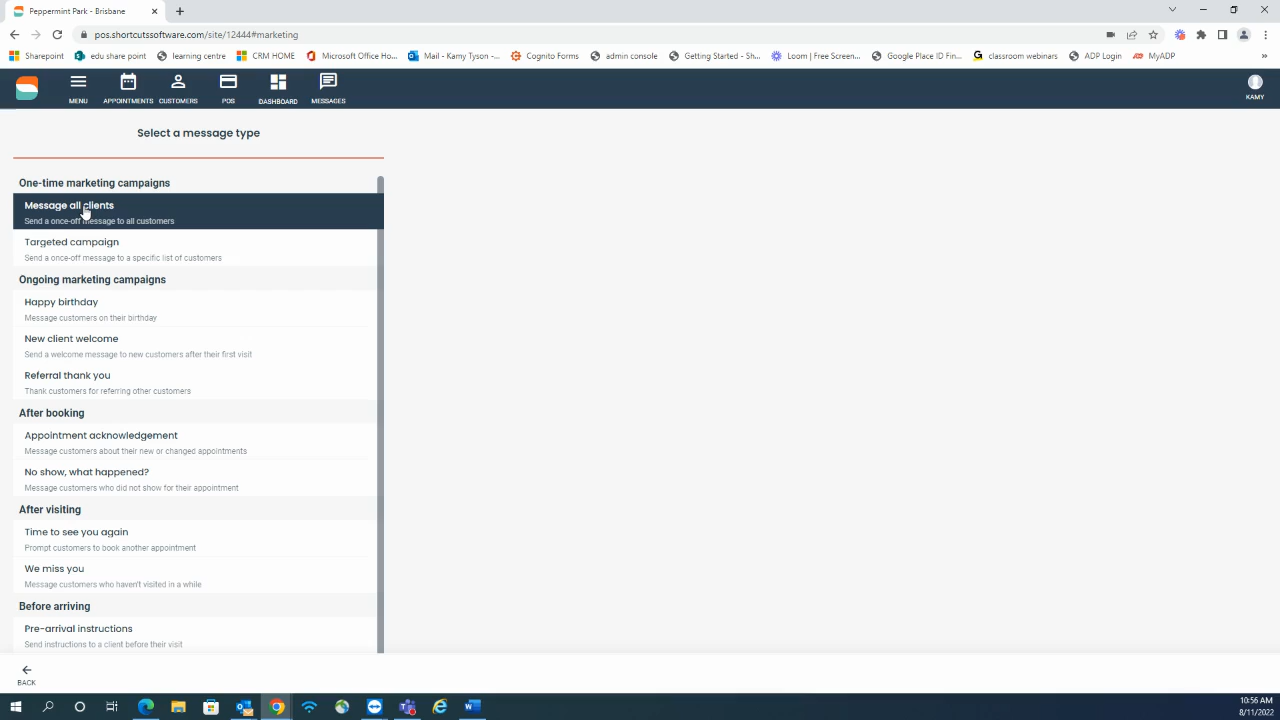 Peppermint Park - Brisbane
pos.shortcutssoftware.com/site/12444#marketing
Sharepoint edu share point learning centre CRM HOME Microsoft Office Ho... Mail - Kamy Tyson -... Cognito Forms admin console Getting Started - Sh... Loom | Free Screen... Google Place ID Fin... classroom webinars ADP Login MyADP »
MENU APPOINTMENTS CUSTOMERS POS DASHBOARD MESSAGES KAMY
Select a message type
One-time marketing campaigns
Message all clients
Send a once-off message to all customers
Targeted campaign
Send a once-off message to a specific list of customers
Ongoing marketing campaigns
Happy birthday
Message customers on their birthday
New client welcome
Send a welcome message to new customers after their first visit
Referral thank you
Thank customers for referring other customers
After booking
Appointment acknowledgement
Message customers about their new or changed appointments
No show, what happened?
Message customers who did not show for their appointment
After visiting
Time to see you again
Prompt customers to book another appointment
We miss you
Message customers who haven't visited in a while
Before arriving
Pre-arrival instructions
Send instructions to a client before their visit
BACK
10:56 AM
8/11/2022